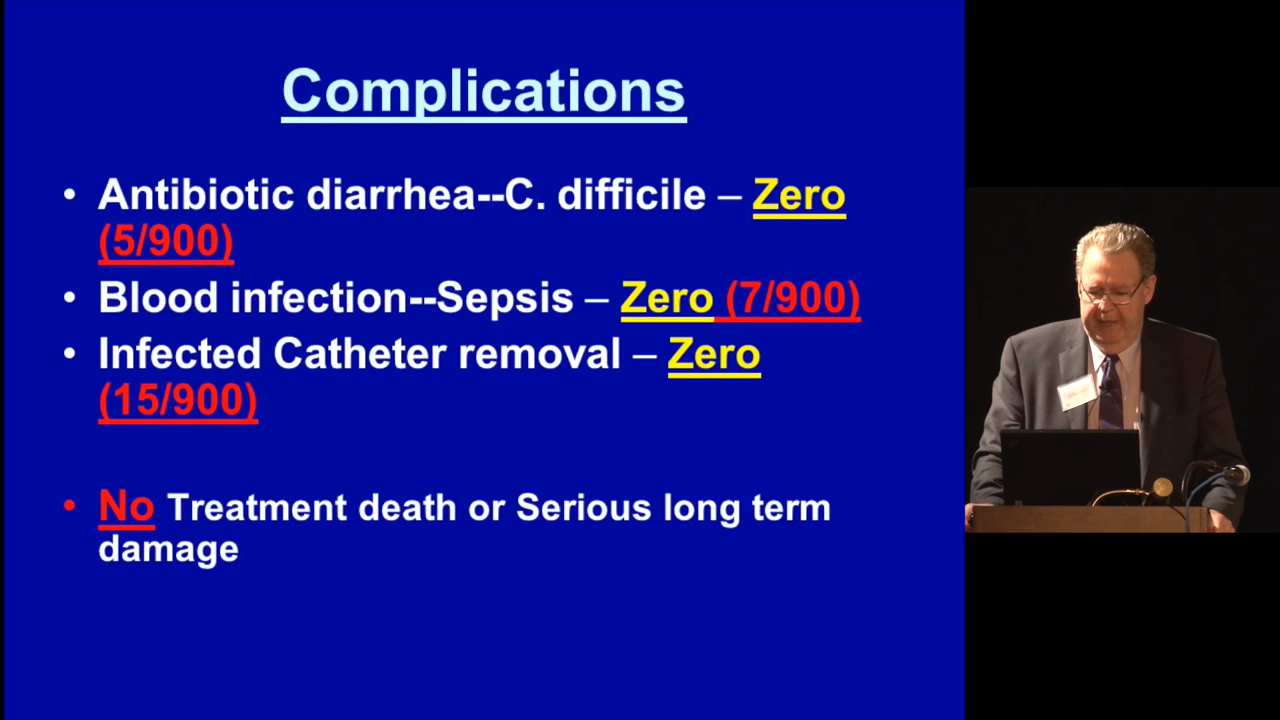 Complications
• Antibiotic diarrhea--C. difficile – Zero
(5/900)
• Blood infection--Sepsis – Zero (7/900)
• Infected Catheter removal – Zero
(15/900)
• No Treatment death or Serious long term
damage